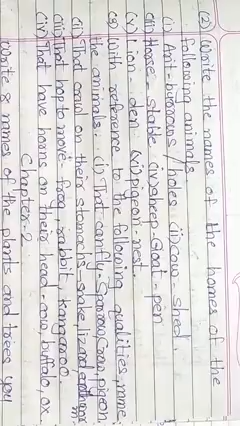 (2) Write the names of the homes of the
following animals.
(i) Anit - byorows / holes (ii) cow - shed.
(iii) Hoose - stable (iv) sheep Goat - pen
(v) Lion - den (vi) pigeon - nest.
(3) With reference to the following qualities, name
the animals. (i) That can fly - Sparow, Crow, pigeon.
(ii) That crawl on their stomachs - snake, lizard,
(iii) That hop to move - frog, rabbit, kangaroo.
(iv) That have horns on their head - cow, buffalo, ox.
Chapter - 2
Write 8 names of the plants and trees you